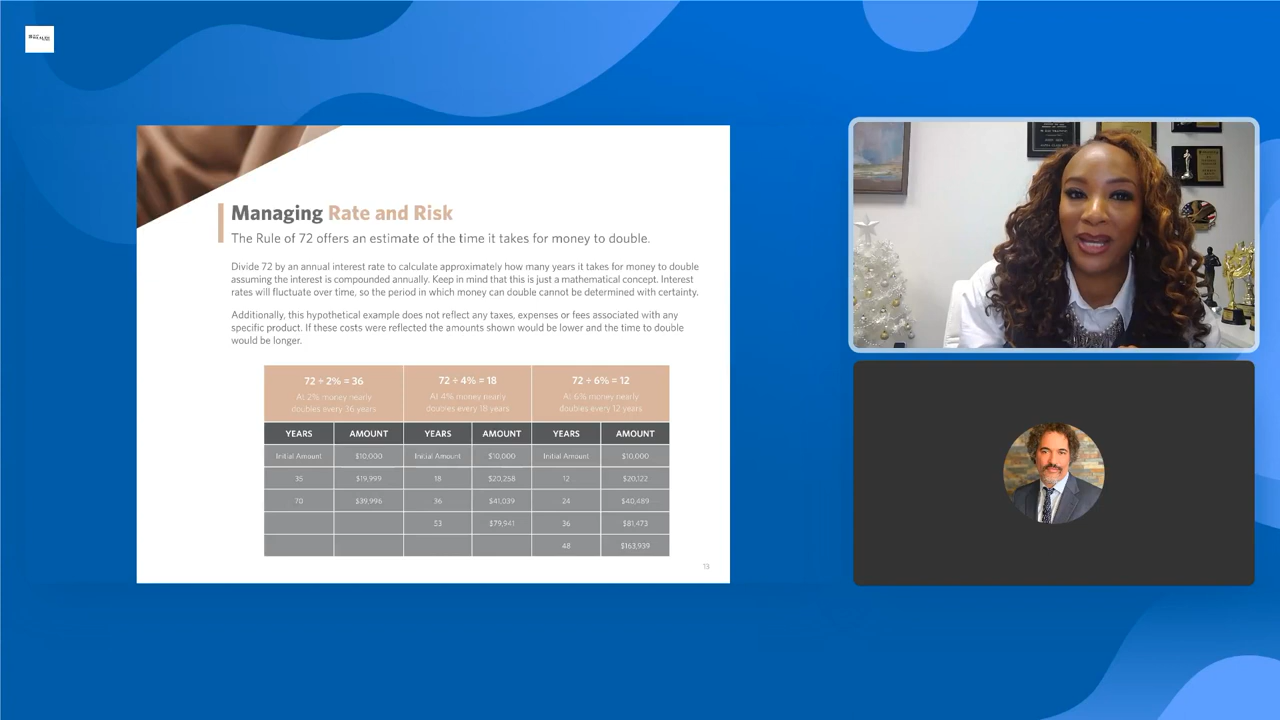 Managing Rate and Risk
The Rule of 72 offers an estimate of the time it takes for money to double.
Divide 72 by an annual interest rate to calculate approximately how many years it takes for money to double
assuming the interest is compounded annually. Keep in mind that this is just a mathematical concept. Interest
rates will fluctuate over time, so the period in which money can double cannot be determined with certainty.
Additionally, this hypothetical example does not reflect any taxes, expenses or fees associated with any
specific product. If these costs were reflected the amounts shown would be lower and the time to double
would be longer.
72 ÷ 2% = 36 72 ÷ 4% = 18 72 ÷ 6% = 12
At 2% money nearly At 4% money nearly At 6% money nearly
doubles every 36 years doubles every 18 years doubles every 12 years
YEARS AMOUNT YEARS AMOUNT YEARS AMOUNT
Initial Amount $10,000 Initial Amount $10,000 Initial Amount $10,000
35 $19,999 18 $20,258 12 $20,122
70 $39,996 36 $41,039 24 $40,489
53 $79,941 36 $81,473
48 $163,939
13